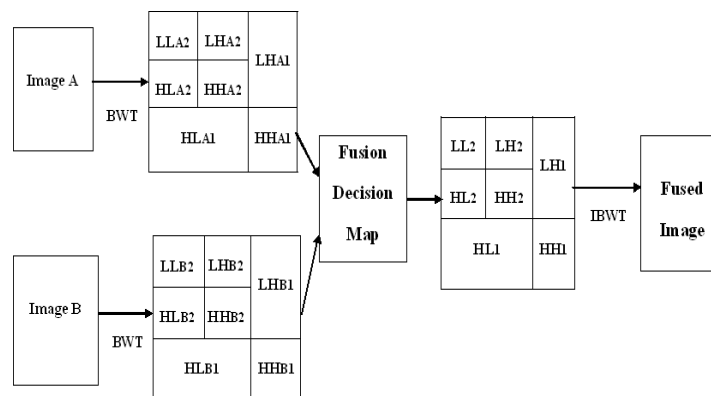 Image A
BWT
LLA2 LHA2
LHA1
HLA2 HHA2
HLA1 HHA1
Image B
BWT
LLB2 LHB2
LHB1
HLB2 HHB2
HLB1 HHB1
Fusion
Decision
Map
LL2 LH2
LH1
HL2 HH2
HL1 HH1
IBWT
Fused
Image